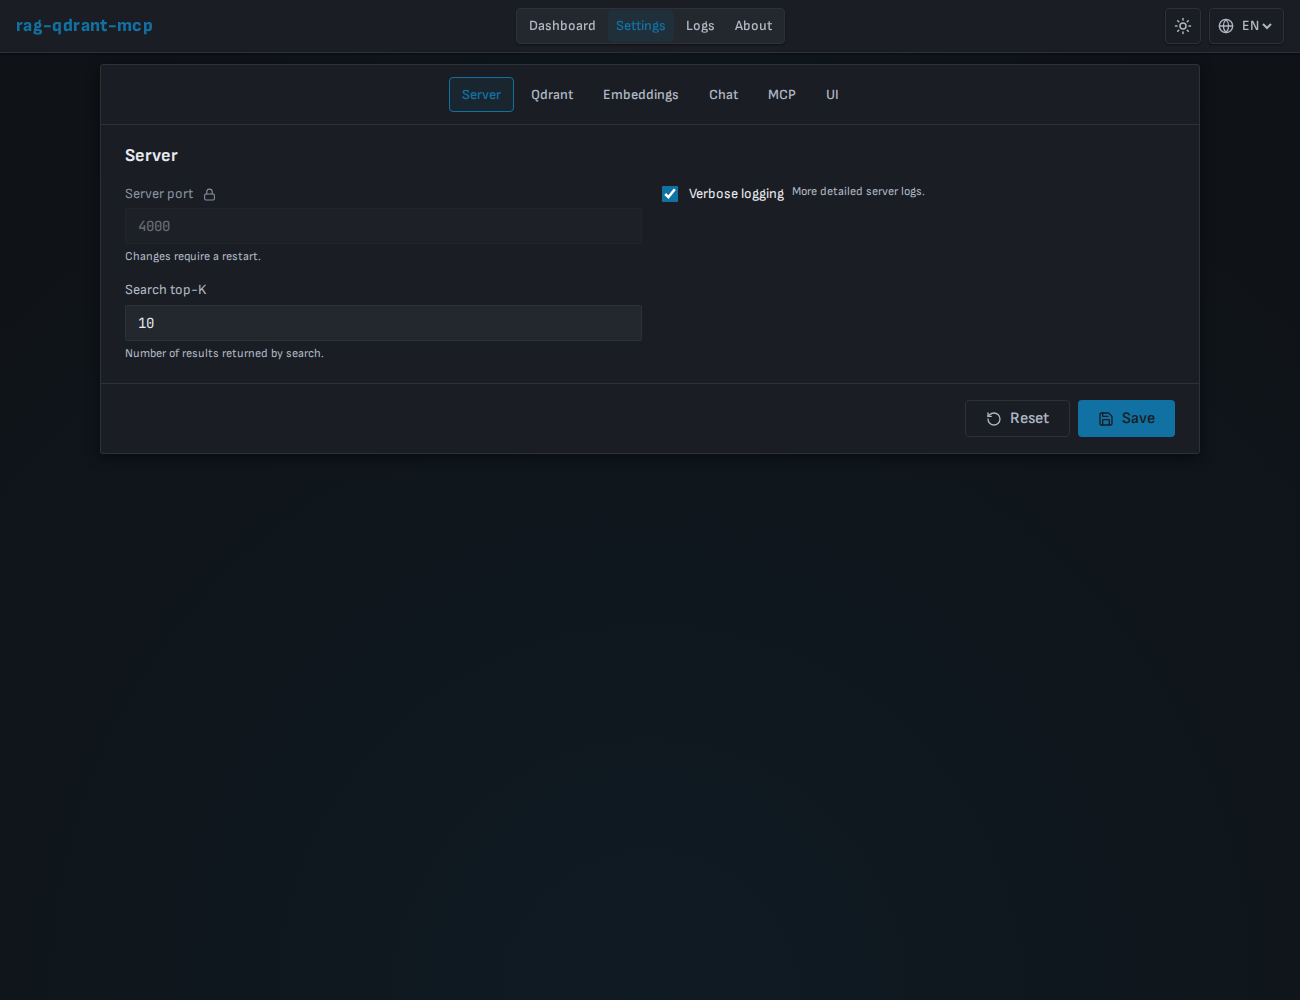 rag-qdrant-mcp
Dashboard Settings Logs About
EN
Server Qdrant Embeddings Chat MCP UI
Server
Server port
4000
Changes require a restart.
Verbose logging More detailed server logs.
Search top-K
10
Number of results returned by search.
Reset Save